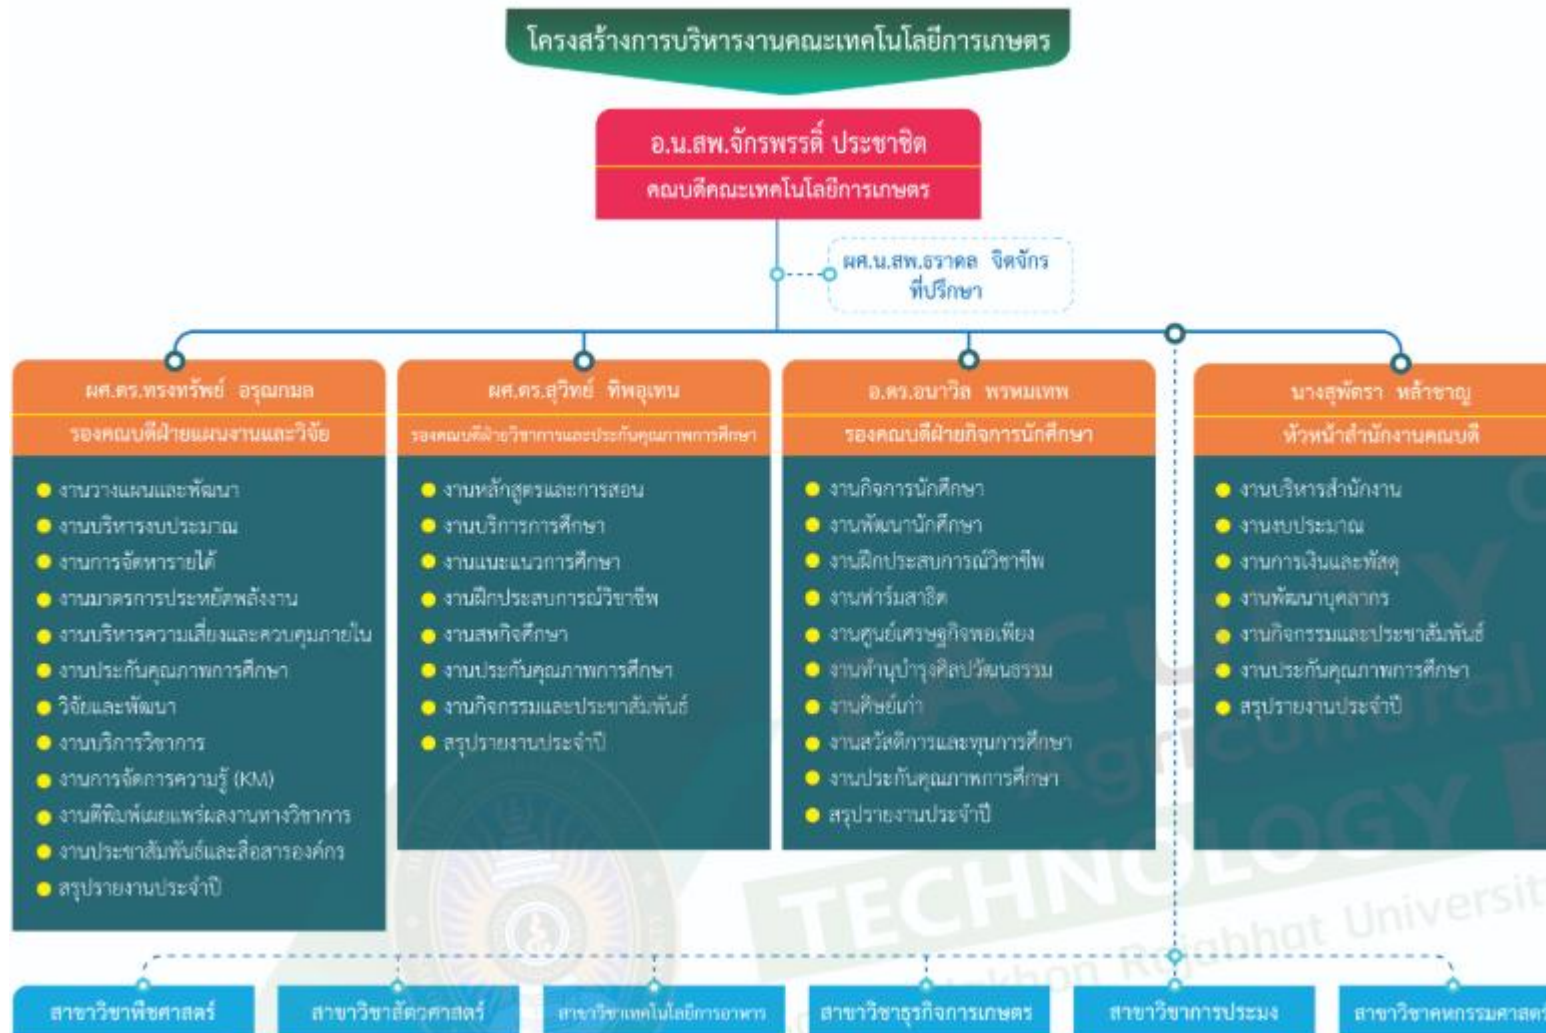 โครงสร้างการบริหารงานคณะเทคโนโลยีการเกษตร
อ.น.สพ.จักรพรรดิ์ ประชาชิต
คณบดีคณะเทคโนโลยีการเกษตร
ผศ.น.สพ.ธราดล จิตจักร
ที่ปรึกษา
ผศ.ดร.ทรงทรัพย์ อรุณกมล
รองคณบดีฝ่ายแผนงานและวิจัย
งานวางแผนและพัฒนา
งานบริหารงบประมาณ
งานการจัดหารายได้
งานมาตรการประหยัดพลังงาน
งานบริหารความเสี่ยงและควบคุมภายใน
งานประกันคุณภาพการศึกษา
วิจัยและพัฒนา
งานบริการวิชาการ
งานการจัดการความรู้ (KM)
งานตีพิมพ์เผยแพร่ผลงานทางวิชาการ
งานประชาสัมพันธ์และสื่อสารองค์กร
สรุปรายงานประจำปี
ผศ.ดร.สุวิทย์ ทิพอุเทน
รองคณบดีฝ่ายวิชาการและประกันคุณภาพการศึกษา
งานหลักสูตรและการสอน
งานบริการการศึกษา
งานแนะแนวการศึกษา
งานฝึกประสบการณ์วิชาชีพ
งานสหกิจศึกษา
งานประกันคุณภาพการศึกษา
งานกิจกรรมและประชาสัมพันธ์
สรุปรายงานประจำปี
อ.ดร.อนาวิล พรหมเทพ
รองคณบดีฝ่ายกิจการนักศึกษา
งานกิจการนักศึกษา
งานพัฒนานักศึกษา
งานฝึกประสบการณ์วิชาชีพ
งานฟาร์มสาธิต
งานศูนย์เศรษฐกิจพอเพียง
งานทำนุบำรุงศิลปวัฒนธรรม
งานศิษย์เก่า
งานสวัสดิการและทุนการศึกษา
งานประกันคุณภาพการศึกษา
สรุปรายงานประจำปี
นางสุพัตรา หล้าชาญ
หัวหน้าสำนักงานคณบดี
งานบริหารสำนักงาน
งานงบประมาณ
งานการเงินและพัสดุ
งานพัฒนาบุคลากร
งานกิจกรรมและประชาสัมพันธ์
งานประกันคุณภาพการศึกษา
สรุปรายงานประจำปี
FACULTY
Agricultural
TECHNOLOGY
Rajabhat Universit
สาขาวิชาพืชศาสตร์
สาขาวิชาสัตวศาสตร์
สาขาวิชาเทคโนโลยีการอาหาร
สาขาวิชาธุรกิจการเกษตร
สาขาวิชาการประมง
สาขาวิชาคหกรรมศาสตร์